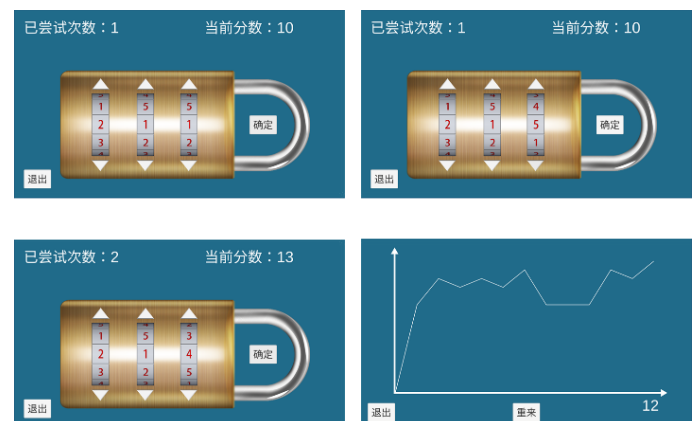 已尝试次数：1 当前分数：10
1 5 5
2 1 1
3 2 2
确定
退出
已尝试次数：1 当前分数：10
1 5 4
2 1 5
3 2 1
确定
退出
已尝试次数：2 当前分数：13
1 5 3
2 1 4
3 2 5
确定
退出
12
退出
重来